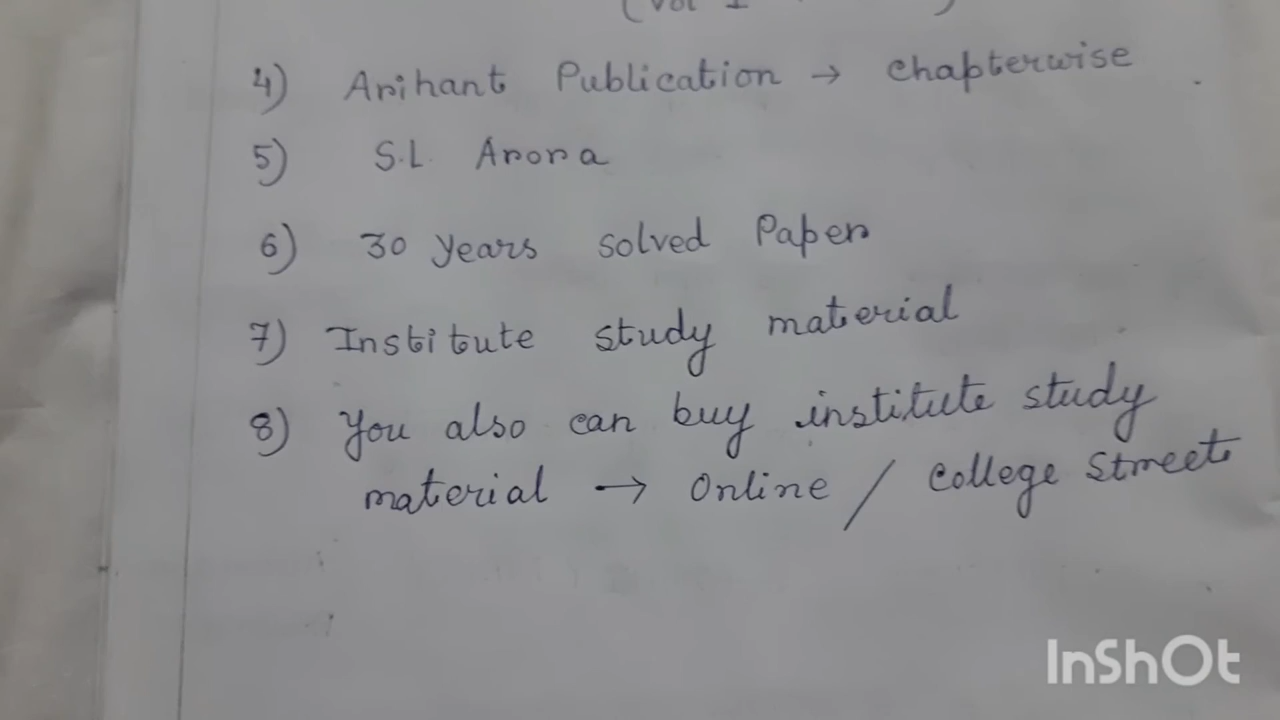 (Vol I
4) Arihant Publication → Chapterwise
5) S.L. Arora
6) 30 years solved Paper
7) Institute study material
8) You also can buy institute study
material → Online / College Street
InShOt